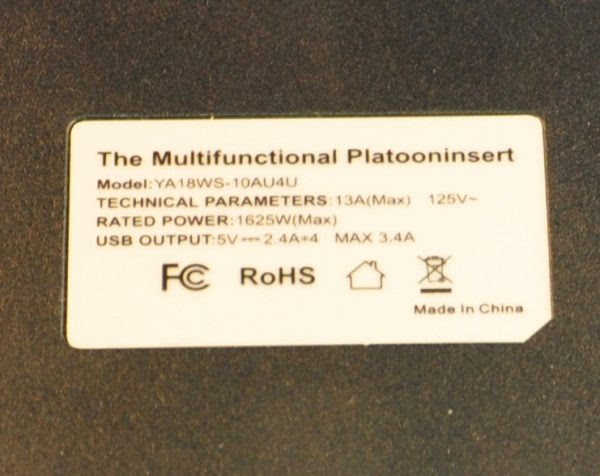 The Multifunctional Platooninsert
Model:YA18WS-10AU4U
TECHNICAL PARAMETERS:13A(Max) 125V~
RATED POWER:1625W(Max)
USB OUTPUT:5V⎓2.4A*4 MAX 3.4A
FC RoHS
Made In China